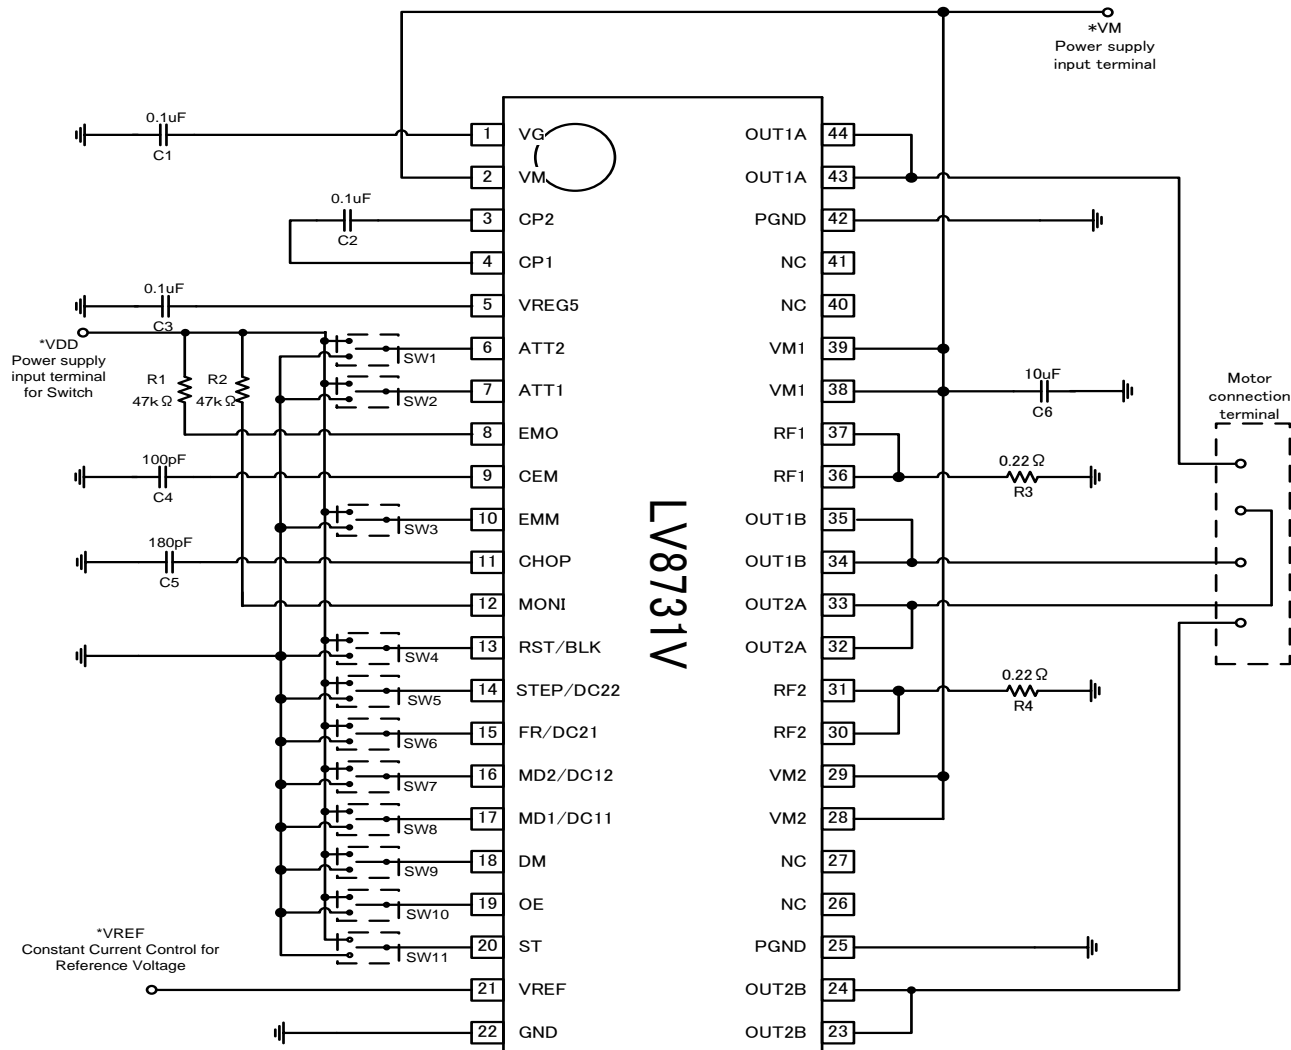 *VM
Power supply
input terminal
0.1uF
C1
1 VG
2 VM
0.1uF
C2
3 CP2
4 CP1
0.1uF
C3
5 VREG5
*VDD
Power supply
input terminal
for Switch
R1
47kΩ
R2
47kΩ
SW1
6 ATT2
SW2
7 ATT1
8 EMO
100pF
C4
9 CEM
SW3
10 EMM
180pF
C5
11 CHOP
12 MONI
SW4
13 RST/BLK
SW5
14 STEP/DC22
SW6
15 FR/DC21
SW7
16 MD2/DC12
SW8
17 MD1/DC11
SW9
18 DM
SW10
19 OE
SW11
20 ST
*VREF
Constant Current Control for
Reference Voltage
21 VREF
22 GND
LV8731V
OUT1A 44
OUT1A 43
PGND 42
NC 41
NC 40
VM1 39
VM1 38
10uF
C6
RF1 37
RF1 36
0.22Ω
R3
OUT1B 35
OUT1B 34
OUT2A 33
OUT2A 32
RF2 31
0.22Ω
R4
RF2 30
VM2 29
VM2 28
NC 27
NC 26
PGND 25
OUT2B 24
OUT2B 23
Motor
connection
terminal